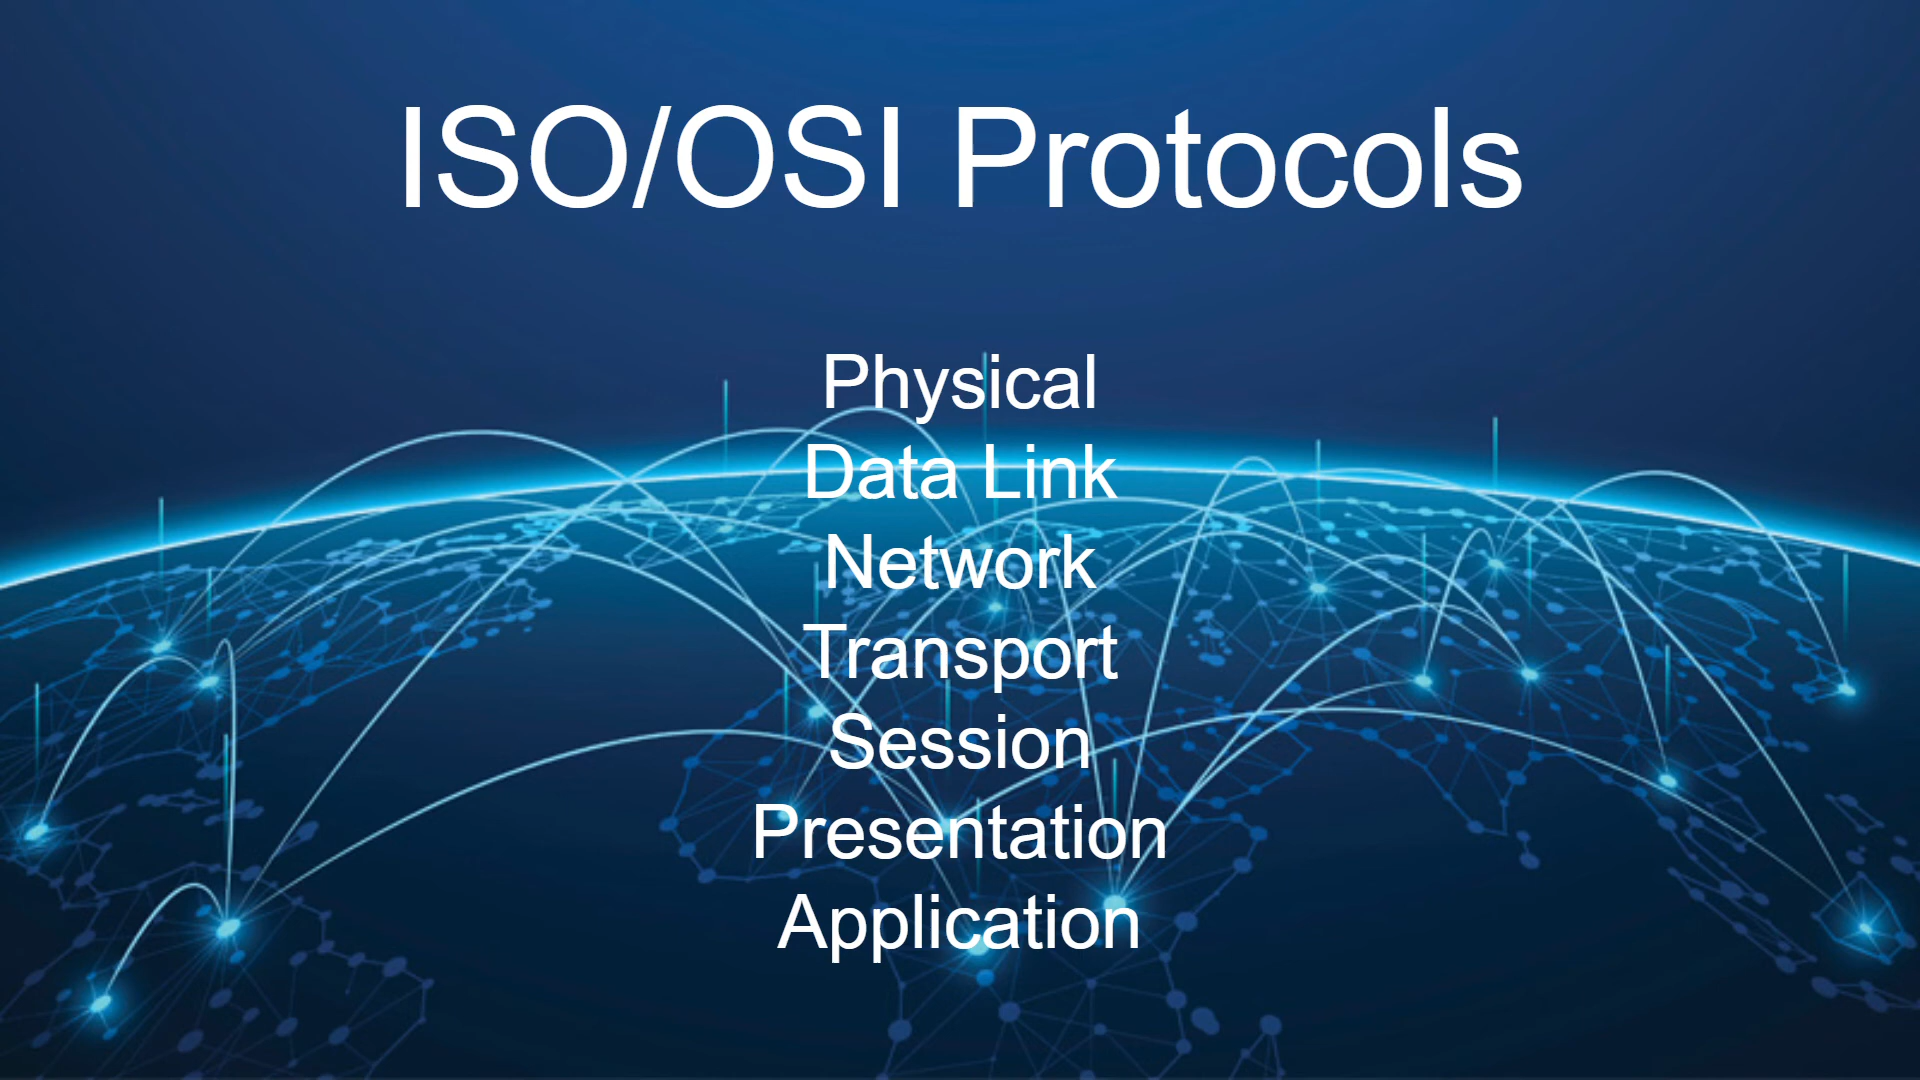 ISO/OSI Protocols
Physical
Data Link
Network
Transport
Session
Presentation
Application